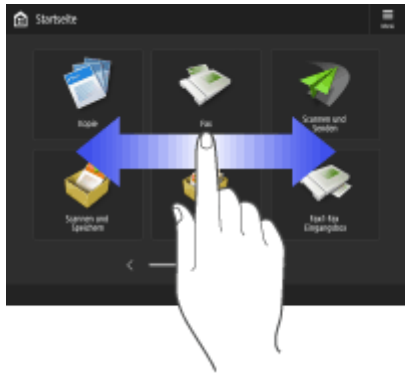 Startseite
Menü
Kopie
Fax
Scannen und
Senden
Scannen und
Speichern
Fax/I-Fax
Eingangsbox